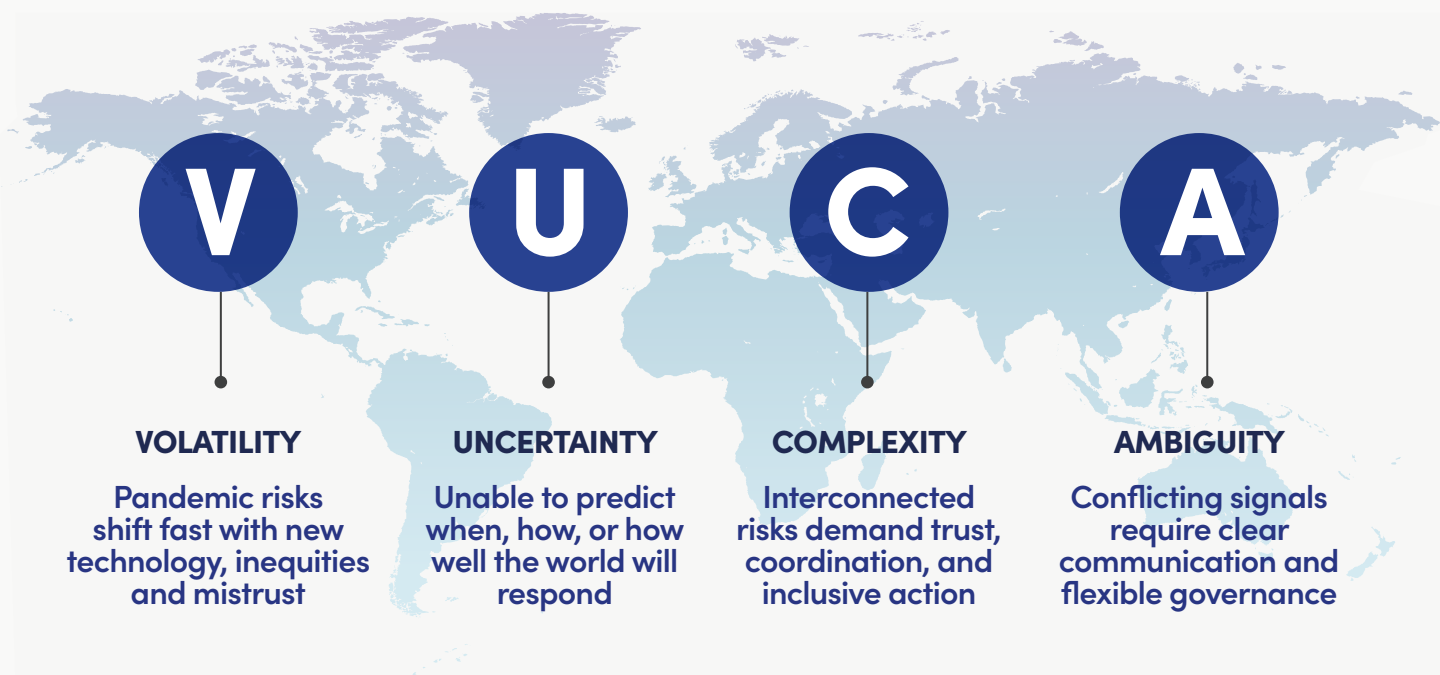 V
VOLATILITY
Pandemic risks
shift fast with new
technology, inequities
and mistrust
U
UNCERTAINTY
Unable to predict
when, how, or how
well the world will
respond
C
COMPLEXITY
Interconnected
risks demand trust,
coordination, and
inclusive action
A
AMBIGUITY
Conflicting signals
require clear
communication and
flexible governance